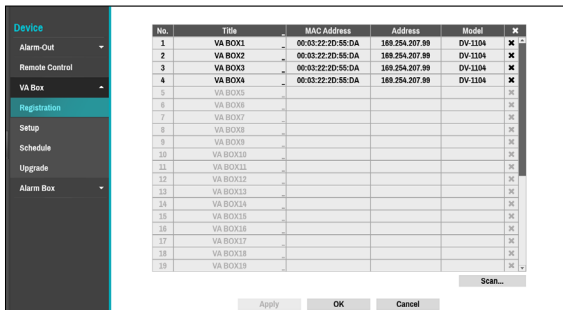 Device
Alarm-Out
Remote Control
VA Box
Registration
Setup
Schedule
Upgrade
Alarm Box
No. Title MAC Address Address Model
1 VA BOX1 00:03:22:2D:55:DA 169.254.207.99 DV-1104
2 VA BOX2 00:03:22:2D:55:DA 169.254.207.99 DV-1104
3 VA BOX3 00:03:22:2D:55:DA 169.254.207.99 DV-1104
4 VA BOX4 00:03:22:2D:55:DA 169.254.207.99 DV-1104
5 VA BOX5
6 VA BOX6
7 VA BOX7
8 VA BOX8
9 VA BOX9
10 VA BOX10
11 VA BOX11
12 VA BOX12
13 VA BOX13
14 VA BOX14
15 VA BOX15
16 VA BOX16
17 VA BOX17
18 VA BOX18
19 VA BOX19
Scan...
Apply OK Cancel